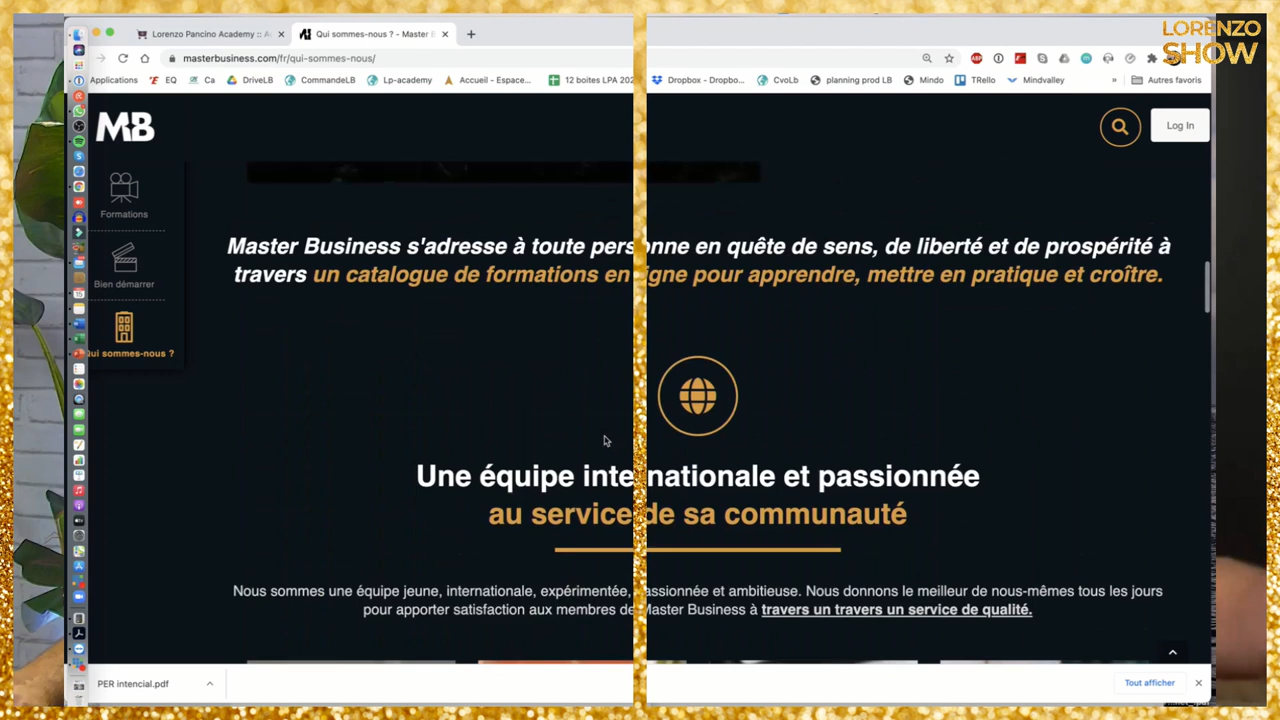 LORENZO
SHOW
Lorenzo Pancino Academy :: A
Qui sommes-nous ? - Master B
masterbusiness.com/fr/qui-sommes-nous/
Applications
EQ
Ca
DriveLB
CommandeLB
Lp-academy
Accueil - Espace...
12 boites LPA 202
Dropbox - Dropbo...
CvoLb
planning prod LB
Mindo
TRello
Mindvalley
»
Autres favoris
MB
Log In
Formations
Bien démarrer
Qui sommes-nous ?
Master Business s'adresse à toute personne en quête de sens, de liberté et de prospérité à
travers un catalogue de formations en ligne pour apprendre, mettre en pratique et croître.
Une équipe internationale et passionnée
au service de sa communauté
Nous sommes une équipe jeune, internationale, expérimentée, passionnée et ambitieuse. Nous donnons le meilleur de nous-mêmes tous les jours
pour apporter satisfaction aux membres de Master Business à travers un travers un service de qualité.
PER intencial.pdf
Tout afficher